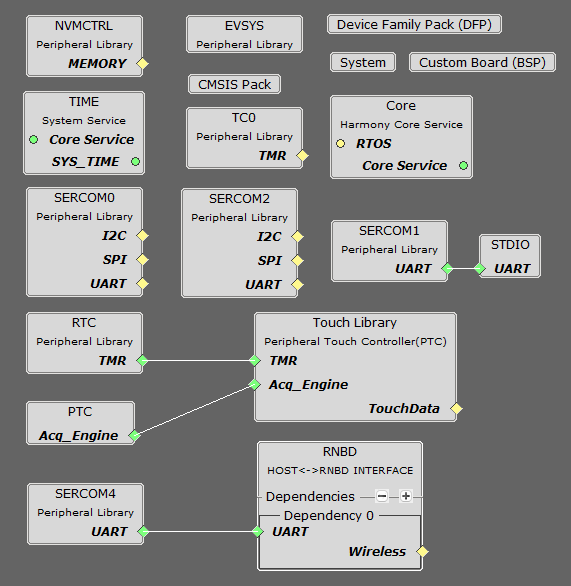 NVMCTRL
Peripheral Library
MEMORY
EVSYS
Peripheral Library
Device Family Pack (DFP)
System
Custom Board (BSP)
CMSIS Pack
TIME
System Service
Core Service
SYS_TIME
TC0
Peripheral Library
TMR
Core
Harmony Core Service
RTOS
Core Service
SERCOM0
Peripheral Library
I2C
SPI
UART
SERCOM2
Peripheral Library
I2C
SPI
UART
SERCOM1
Peripheral Library
UART
STDIO
UART
RTC
Peripheral Library
TMR
Touch Library
Peripheral Touch Controller(PTC)
TMR
Acq_Engine
TouchData
PTC
Acq_Engine
RNBD
HOST<->RNBD INTERFACE
Dependencies
Dependency 0
UART
Wireless
SERCOM4
Peripheral Library
UART